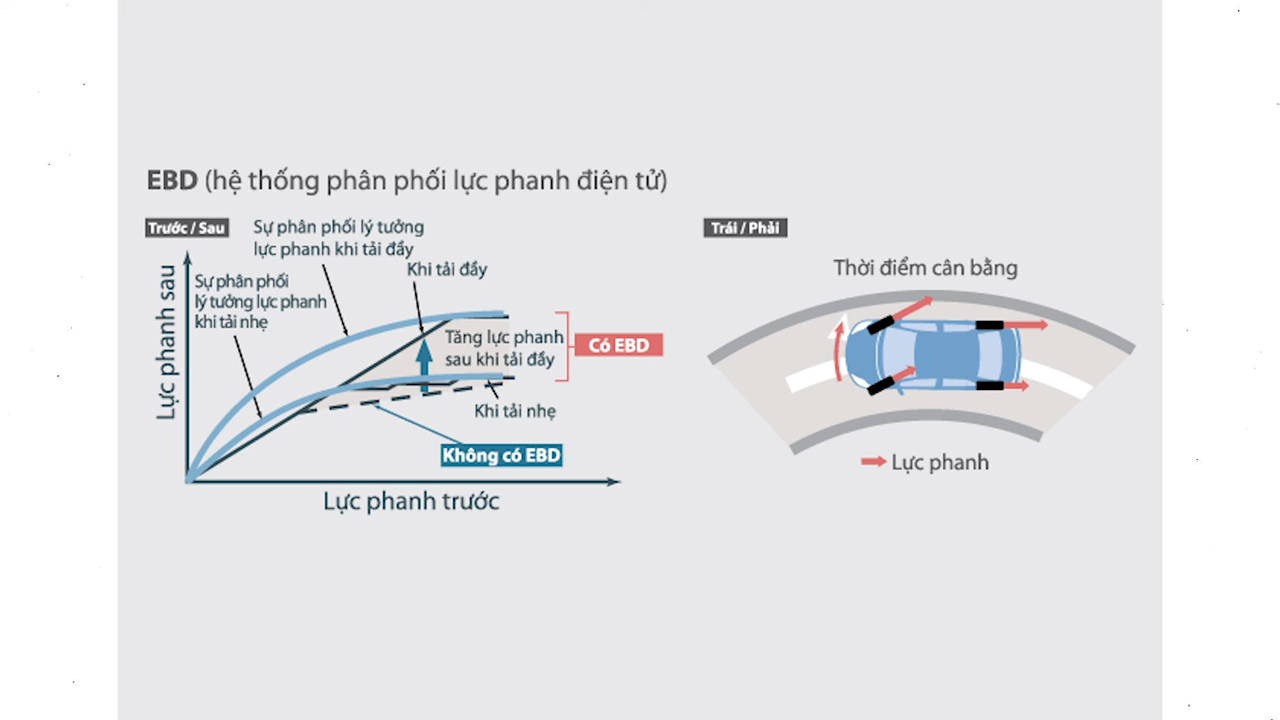 EBD (hệ thống phân phối lực phanh điện tử)
Trước / Sau
Sự phân phối lý tưởng
lực phanh khi tải đầy
Khi tải đầy
Sự phân phối
lý tưởng lực phanh
khi tải nhẹ
Lực phanh sau
Tăng lực phanh
sau khi tải đầy
Có EBD
Khi tải nhẹ
Không có EBD
Lực phanh trước
Trái / Phải
Thời điểm cân bằng
Lực phanh